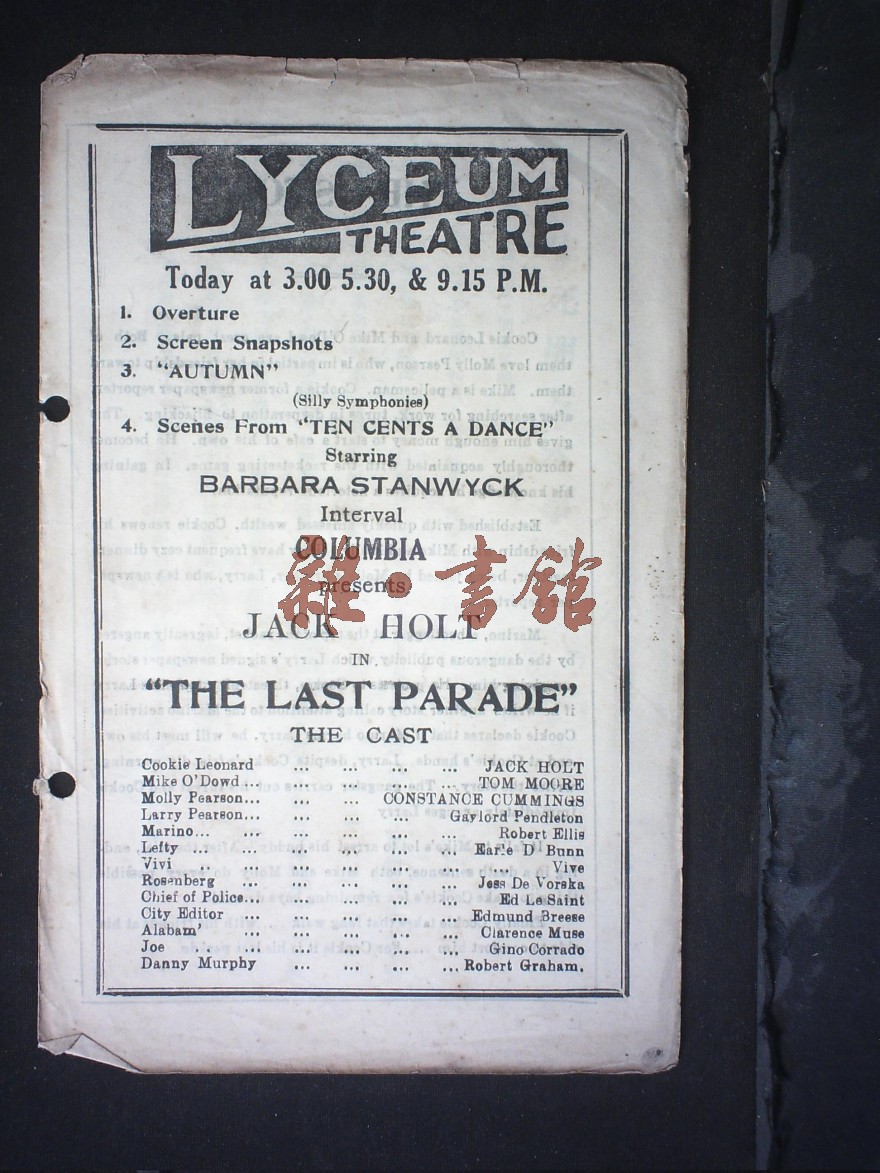 LYCEUM
THEATRE
Today at 3.00 5.30, & 9.15 P.M.
1. Overture
2. Screen Snapshots
3. "AUTUMN"
(Silly Symphonies)
4. Scenes From "TEN CENTS A DANCE"
Starring
BARBARA STANWYCK
Interval
COLUMBIA
presents
雜·書館
JACK HOLT
IN
"THE LAST PARADE"
THE CAST
Cookie Leonard ... ... ... ... JACK HOLT
Mike O'Dowd ... ... ... ... ... TOM MOORE
Molly Pearson... ... ... CONSTANCE CUMMINGS
Larry Pearson... ... ... ... Gaylord Pendleton
Marino... ... ... ... ... Robert Ellis
Lefty ... ... ... ... ... Earle D. Bunn
Vivi ... ... ... ... ... Vive
Rosenberg ... ... ... ... Jess De Vorska
Chief of Police... ... ... ... Ed Le Saint
City Editor ... ... ... ... Edmund Breese
Alabam' ... ... ... ... Clarence Muse
Joe ... ... ... ... ... Gino Corrado
Danny Murphy ... ... ... ... Robert Graham.